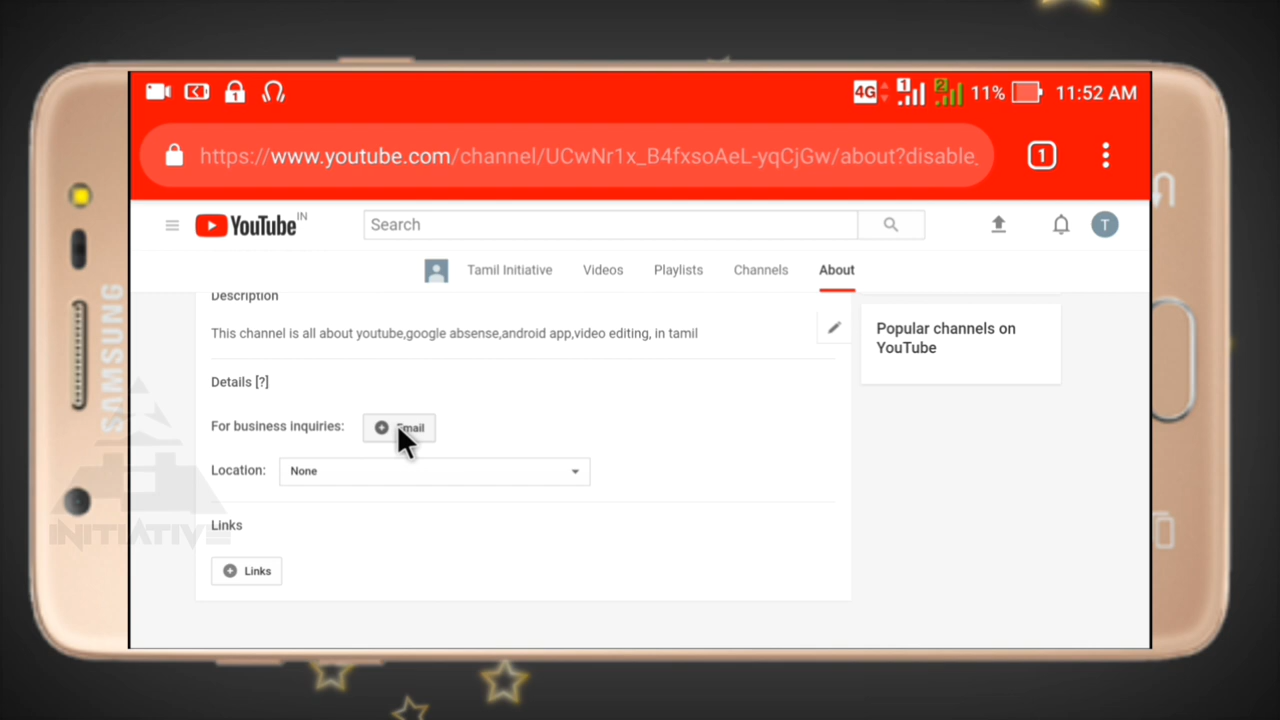 4G 1 2 11% 11:52 AM
https://www.youtube.com/channel/UCwNr1x_B4fxsoAeL-yqCjGw/about?disable_
1
YouTube IN
Search
T
Tamil Initiative
Videos
Playlists
Channels
About
Description
This channel is all about youtube,google absense,android app,video editing, in tamil
Popular channels on
YouTube
Details [?]
For business inquiries:
Email
Location:
None
Links
Links
SAMSUNG
INITIATIVE